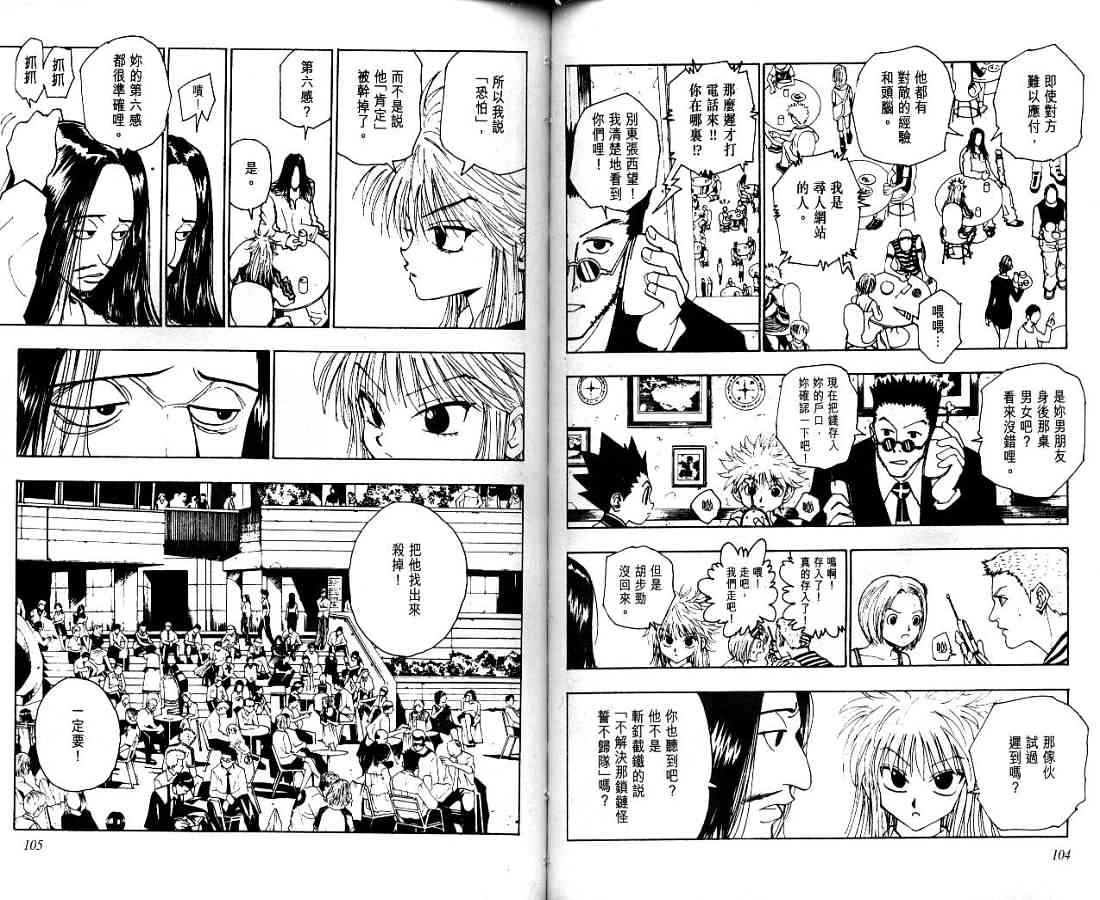 即使對方
難以應付，
他都有
對敵的經驗
和頭腦。
我是
尋人網站
的人。
喂喂…
那麼遲才打
電話來!!
你在哪裏!?
別東張西望！
我清楚地看到
你們哩！
是妳男朋友
身後那桌
男女吧？
看來沒錯哩。
現在把錢存人
妳的戶口，
妳確認一下吧！
嗚啊！
存入了！
真的存入了！
喂！
走吧，
我們走吧！
但是
胡步勁
沒回來。
那傢伙
試過
遲到嗎？
你也聽到吧？
他不是
斬釘截鐵的說
「不解決那鎖鏈怪
誓不歸隊」嗎？
104
所以我說
「恐怕」，
而不是說
他「肯定」
被幹掉了。
第六感？
是。
嘖！
妳的第六感
都很準確哩。
抓
抓
抓
抓
把他找出來
殺掉！
一定要！
105